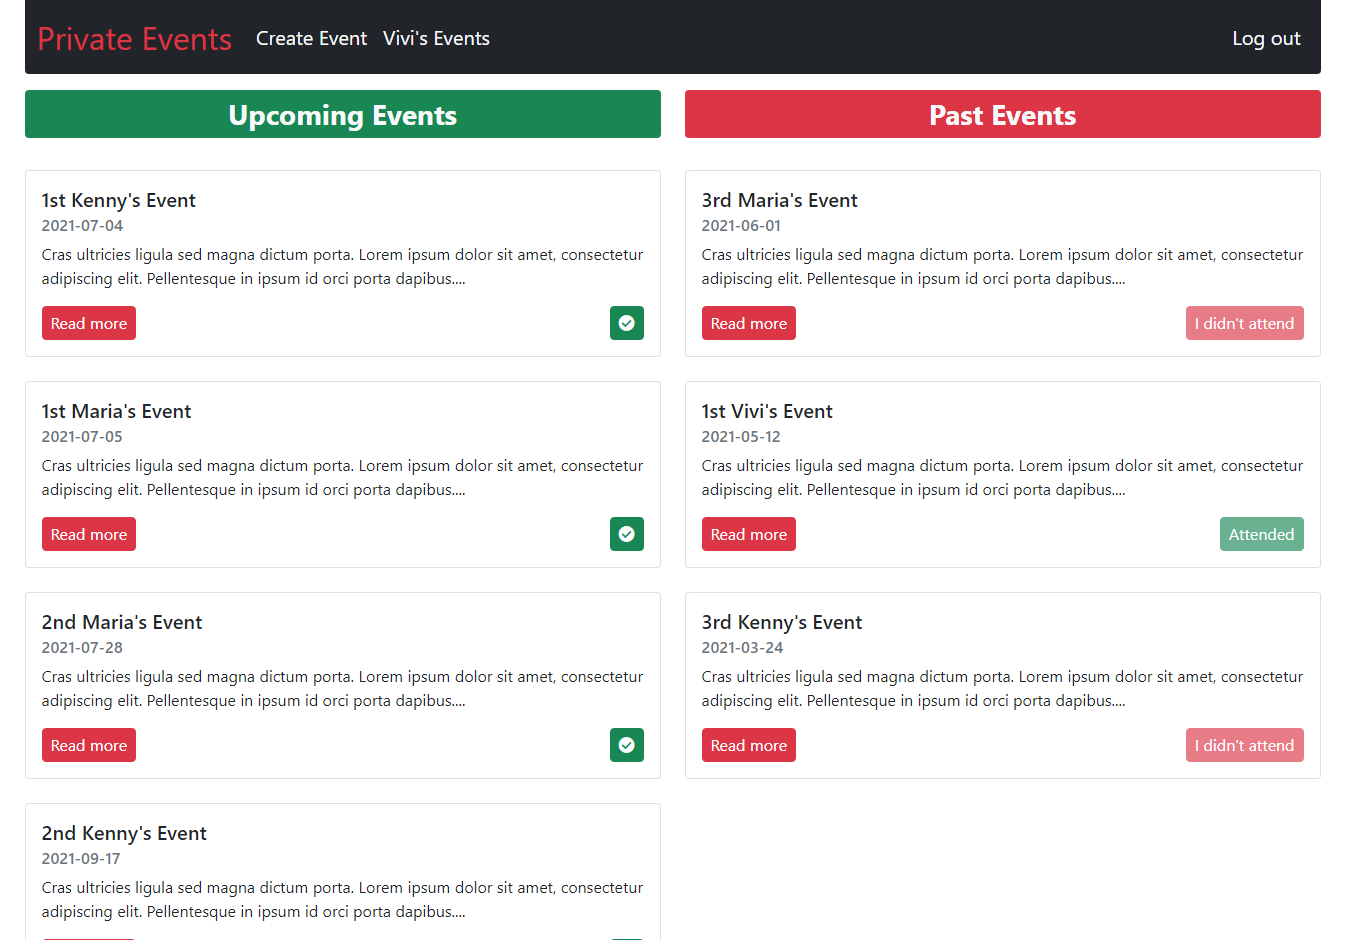 Private Events Create Event Vivi's Events Log out
Upcoming Events
1st Kenny's Event
2021-07-04
Cras ultricies ligula sed magna dictum porta. Lorem ipsum dolor sit amet, consectetur
adipiscing elit. Pellentesque in ipsum id orci porta dapibus....
Read more
1st Maria's Event
2021-07-05
Cras ultricies ligula sed magna dictum porta. Lorem ipsum dolor sit amet, consectetur
adipiscing elit. Pellentesque in ipsum id orci porta dapibus....
Read more
2nd Maria's Event
2021-07-28
Cras ultricies ligula sed magna dictum porta. Lorem ipsum dolor sit amet, consectetur
adipiscing elit. Pellentesque in ipsum id orci porta dapibus....
Read more
2nd Kenny's Event
2021-09-17
Cras ultricies ligula sed magna dictum porta. Lorem ipsum dolor sit amet, consectetur
adipiscing elit. Pellentesque in ipsum id orci porta dapibus....
Past Events
3rd Maria's Event
2021-06-01
Cras ultricies ligula sed magna dictum porta. Lorem ipsum dolor sit amet, consectetur
adipiscing elit. Pellentesque in ipsum id orci porta dapibus....
Read more I didn't attend
1st Vivi's Event
2021-05-12
Cras ultricies ligula sed magna dictum porta. Lorem ipsum dolor sit amet, consectetur
adipiscing elit. Pellentesque in ipsum id orci porta dapibus....
Read more Attended
3rd Kenny's Event
2021-03-24
Cras ultricies ligula sed magna dictum porta. Lorem ipsum dolor sit amet, consectetur
adipiscing elit. Pellentesque in ipsum id orci porta dapibus....
Read more I didn't attend